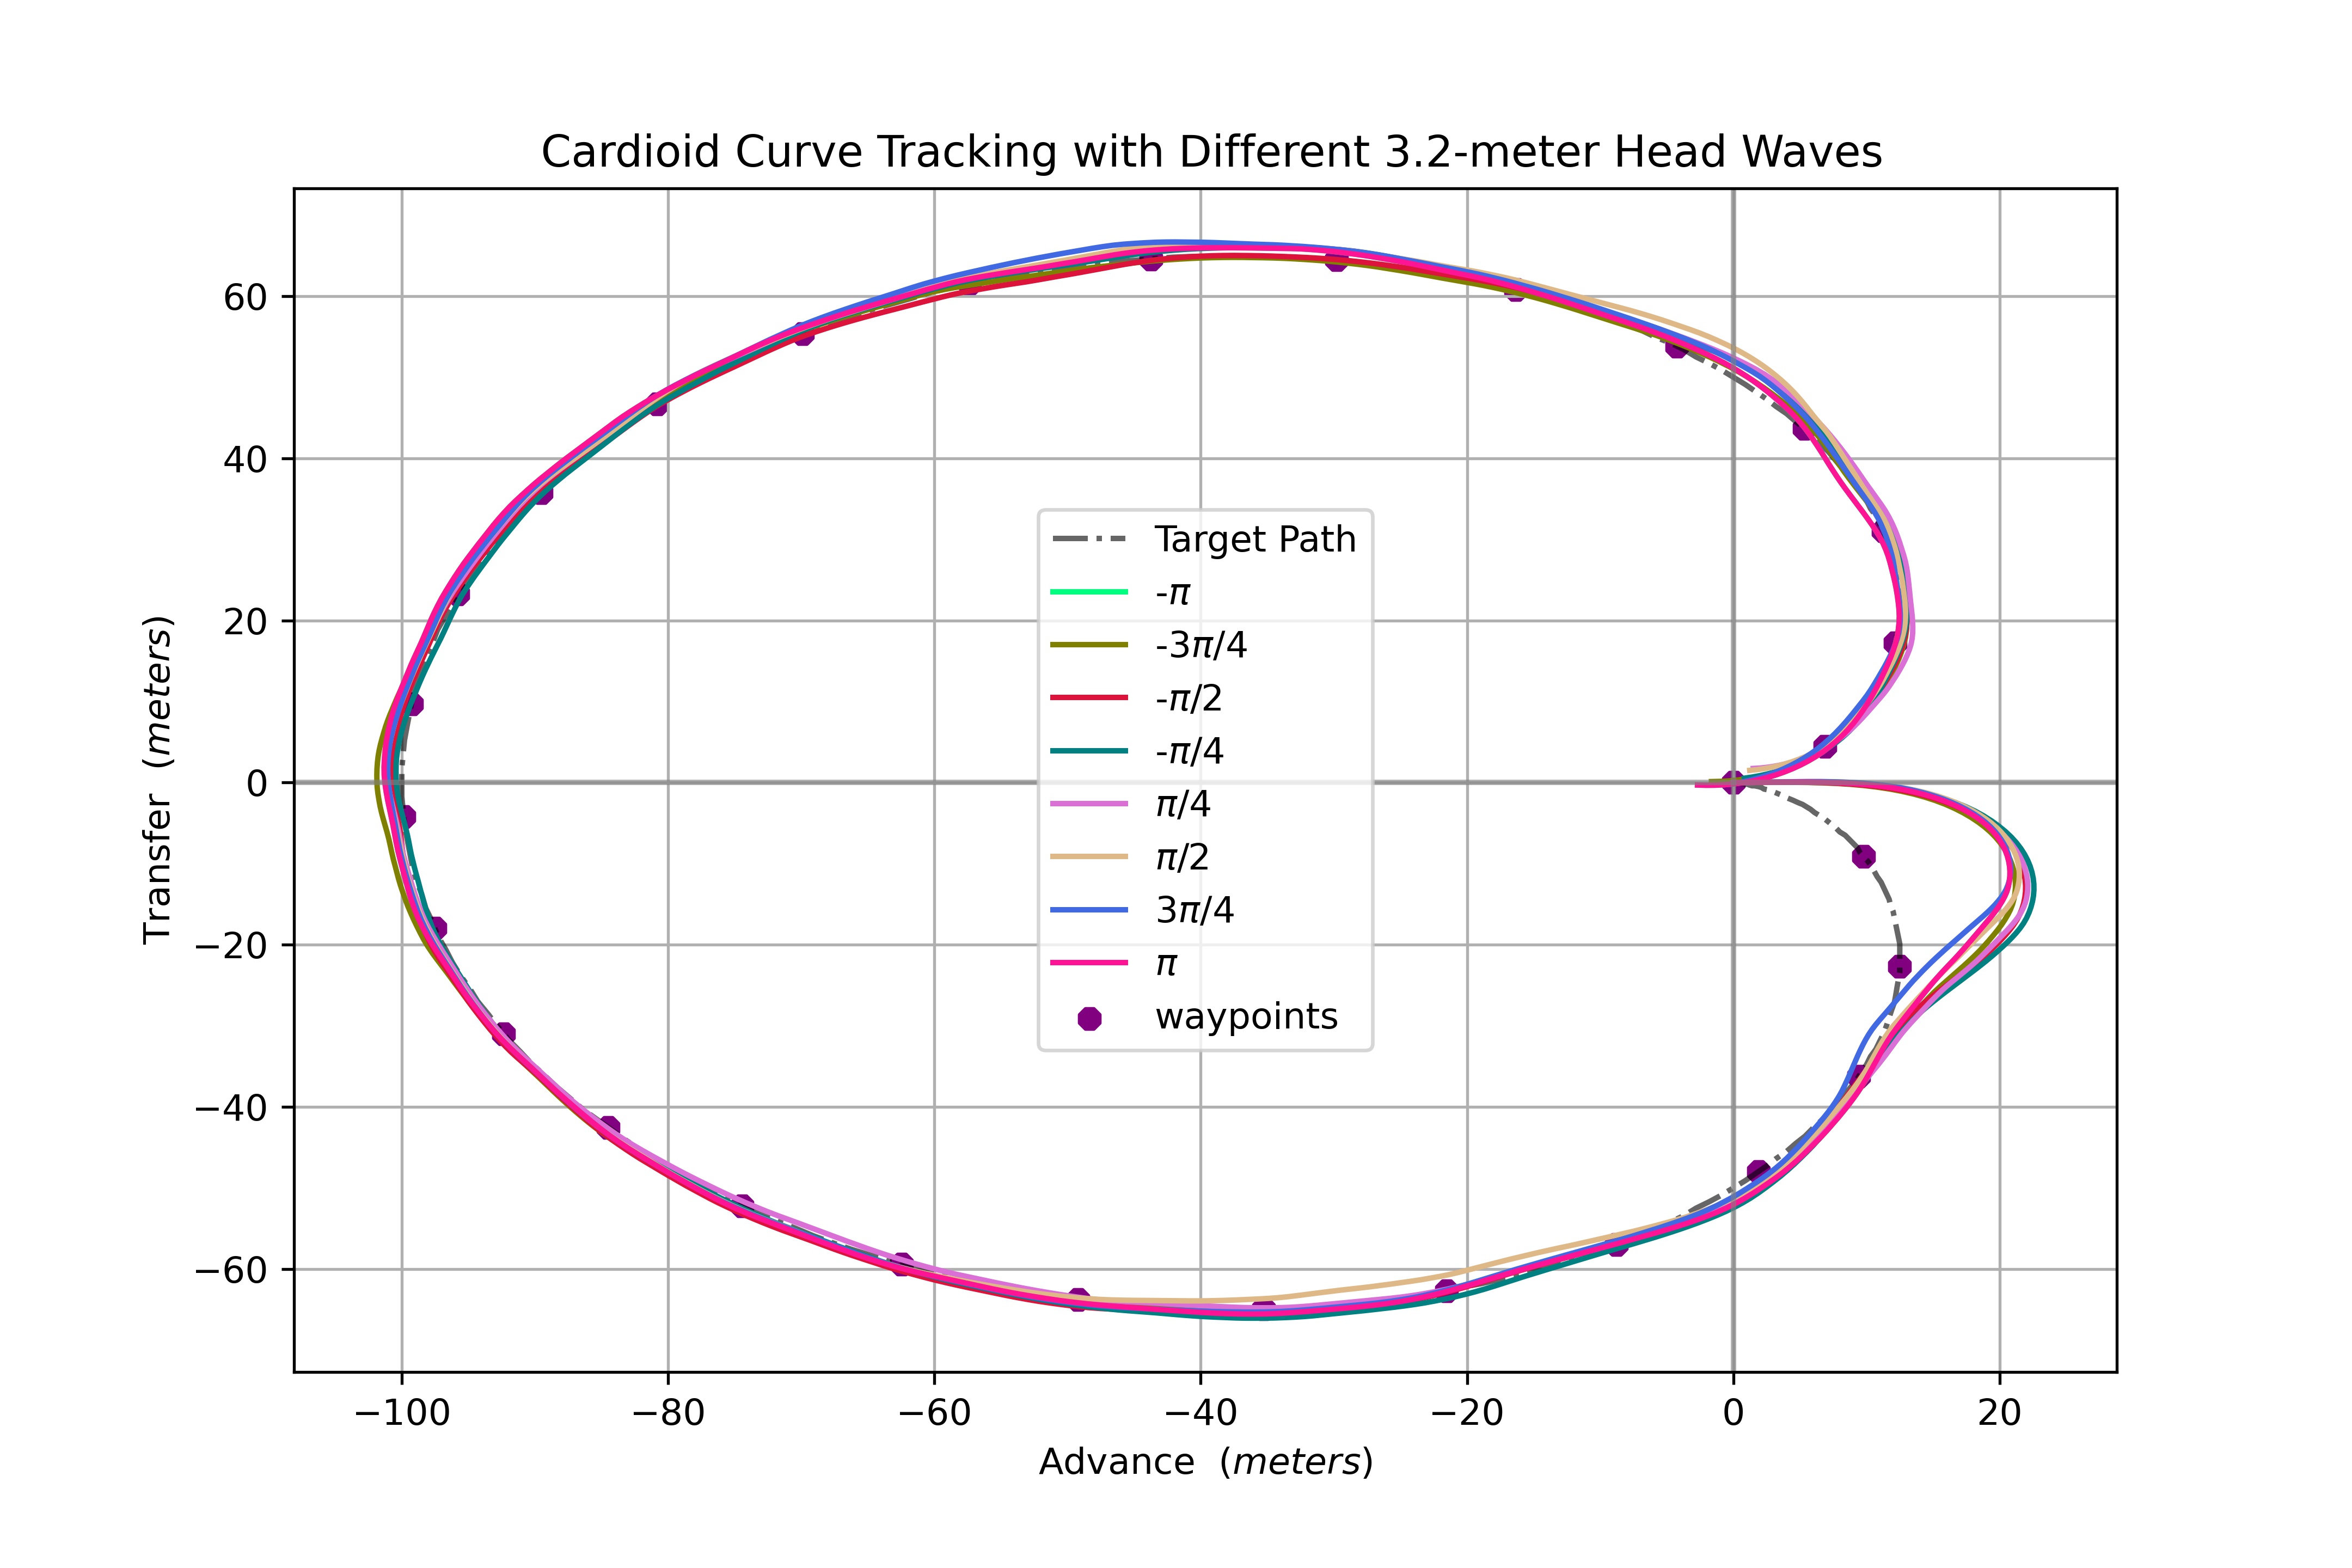 Cardioid Curve Tracking with Different 3.2-meter Head Waves
60
40
20
0
−20
−40
−60
Transfer (meters)
Target Path
-π
-3π/4
-π/2
-π/4
π/4
π/2
3π/4
π
waypoints
−100 −80 −60 −40 −20 0 20
Advance (meters)